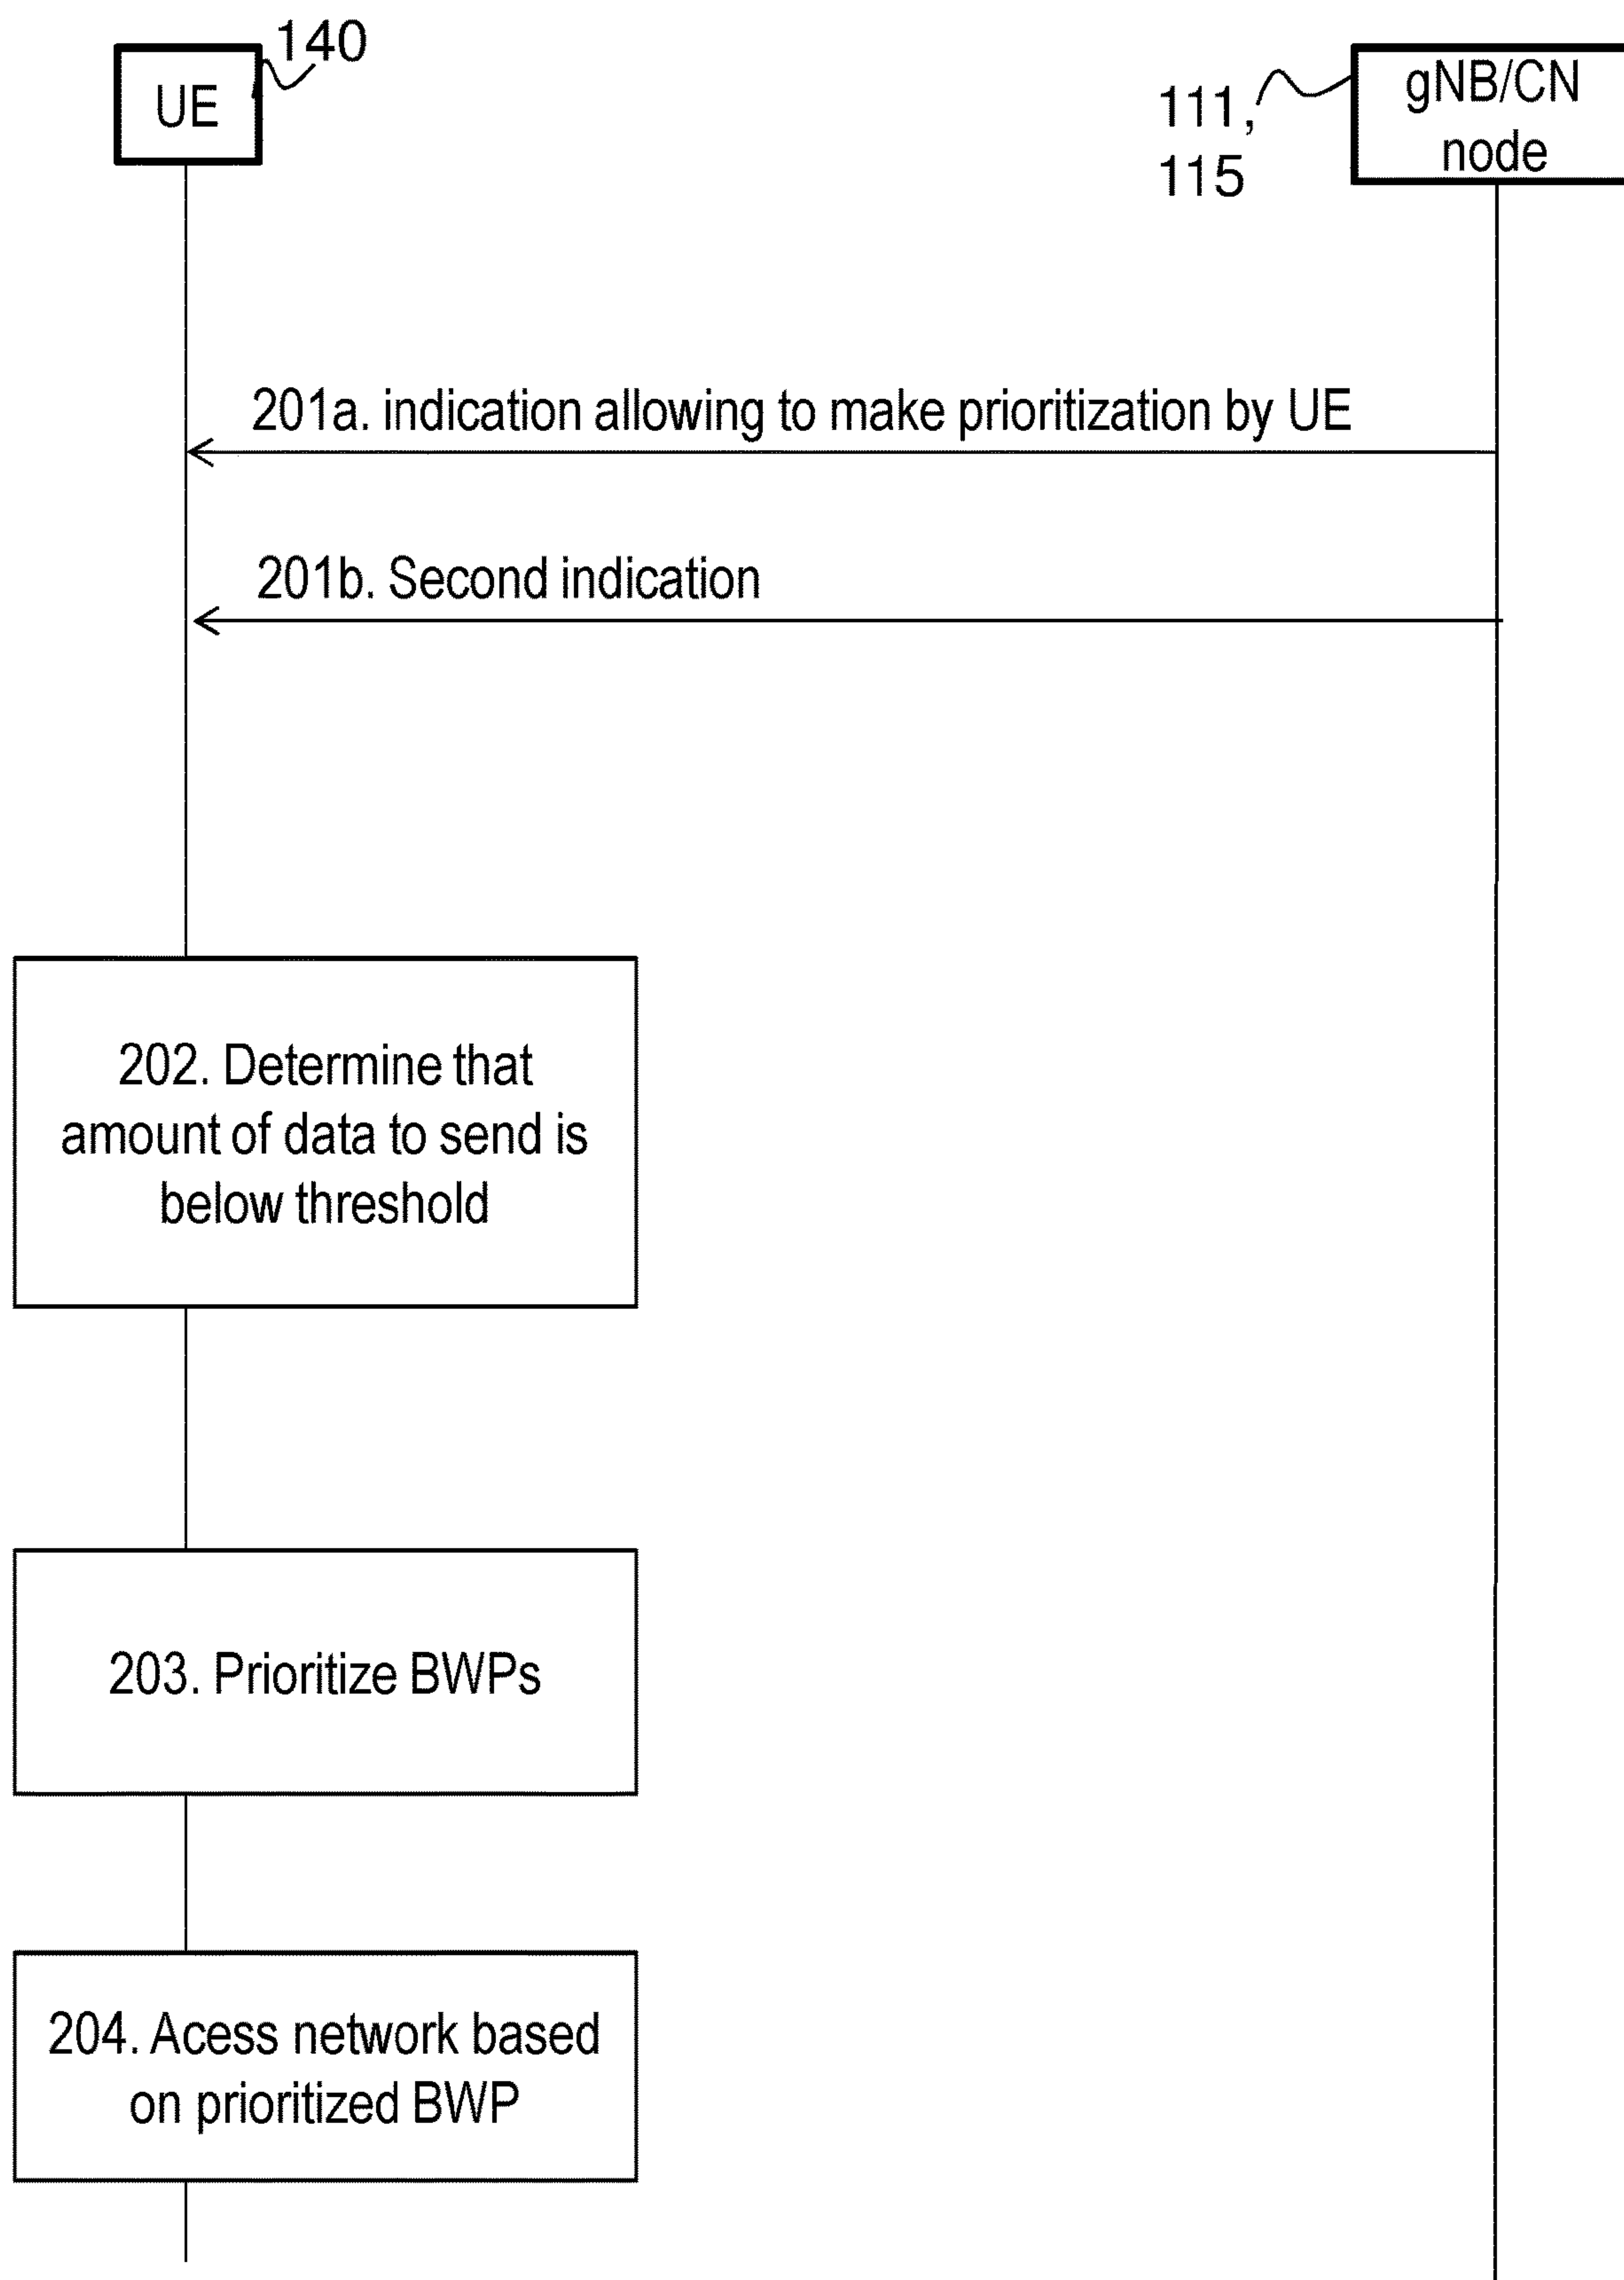 140
UE
111,
115
gNB/CN
node
201a. indication allowing to make prioritization by UE
201b. Second indication
202. Determine that
amount of data to send is
below threshold
203. Prioritize BWPs
204. Acess network based
on prioritized BWP